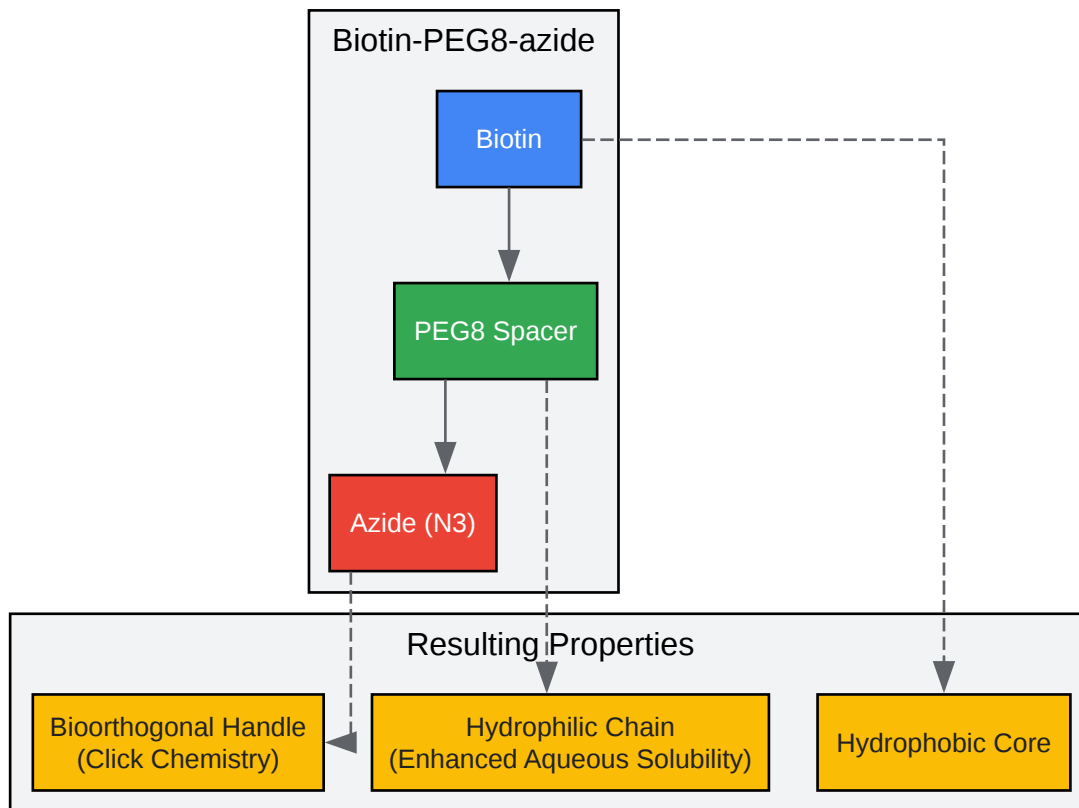 Biotin-PEG8-azide
Biotin
PEG8 Spacer
Azide (N3)
Resulting Properties
Bioorthogonal Handle
(Click Chemistry)
Hydrophilic Chain
(Enhanced Aqueous Solubility)
Hydrophobic Core